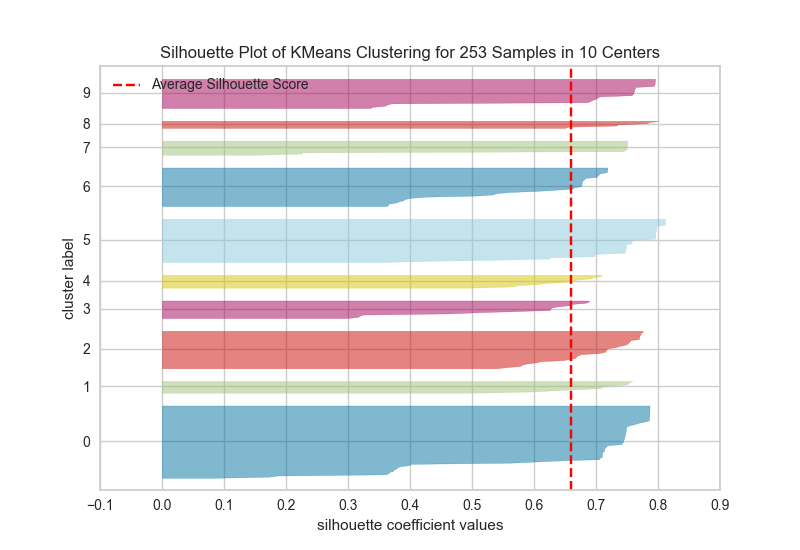 Silhouette Plot of KMeans Clustering for 253 Samples in 10 Centers
Average Silhouette Score
9
8
7
6
5
4
3
2
1
0
cluster label
−0.1 0.0 0.1 0.2 0.3 0.4 0.5 0.6 0.7 0.8 0.9
silhouette coefficient values